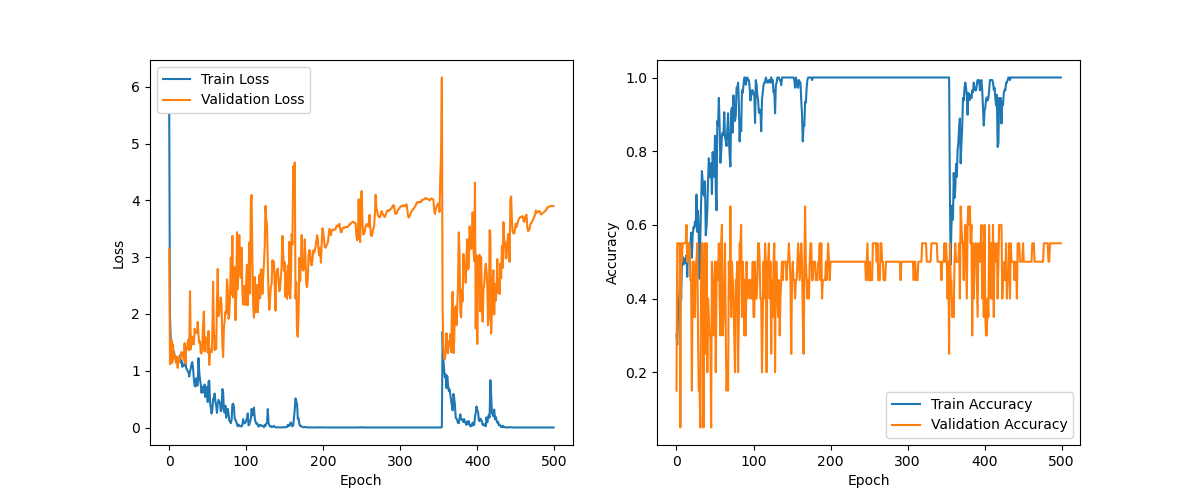 Train Loss
Validation Loss
6
5
4
3
2
1
0
Loss
0 100 200 300 400 500
Epoch
1.0
0.8
0.6
0.4
0.2
Accuracy
Train Accuracy
Validation Accuracy
0 100 200 300 400 500
Epoch